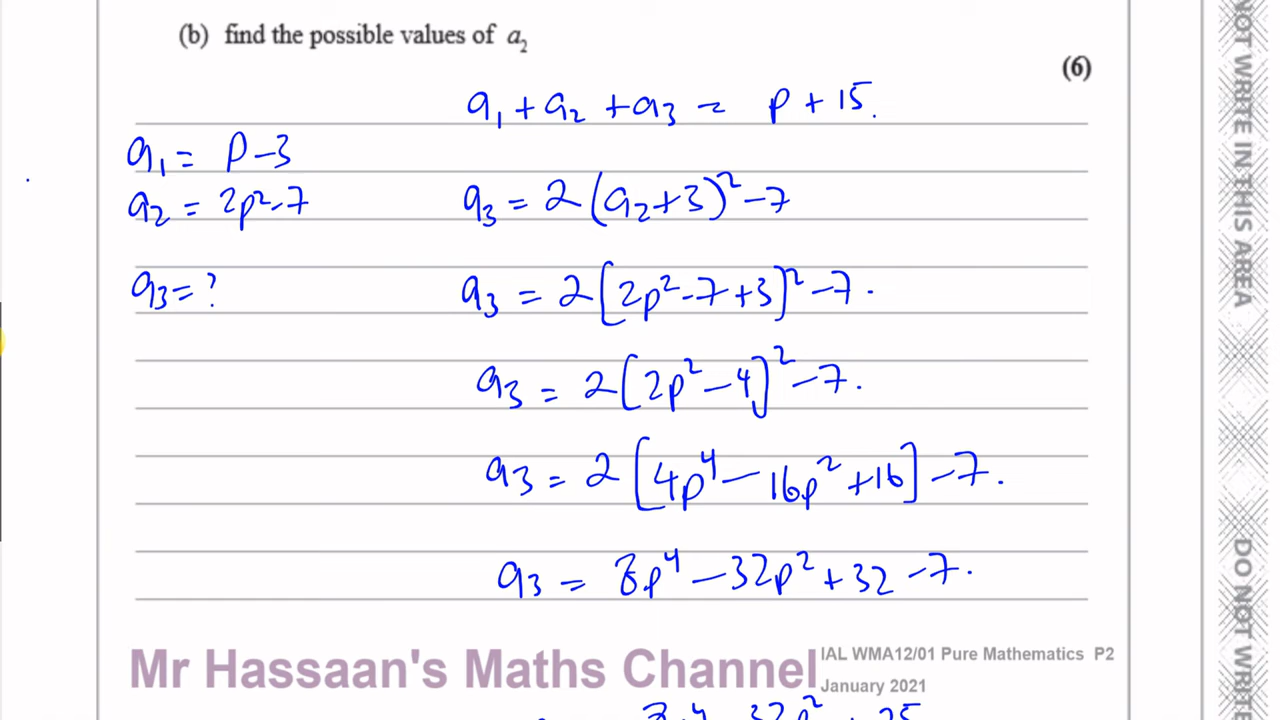 (b) find the possible values of a₂
(6)
a₁ + a₂ + a₃ = p + 15.
a₁ = p - 3
a₂ = 2p² - 7
a₃ = 2(a₂ + 3)² - 7
a₃ = ?
a₃ = 2[2p² - 7 + 3]² - 7.
a₃ = 2[2p² - 4]² - 7.
a₃ = 2[4p⁴ - 16p² + 16] - 7.
a₃ = 8p⁴ - 32p² + 32 - 7.
Mr Hassaan's Maths Channel
IAL WMA12/01 Pure Mathematics P2
January 2021
NOT WRITE IN THIS AREA
DO NOT WRITE